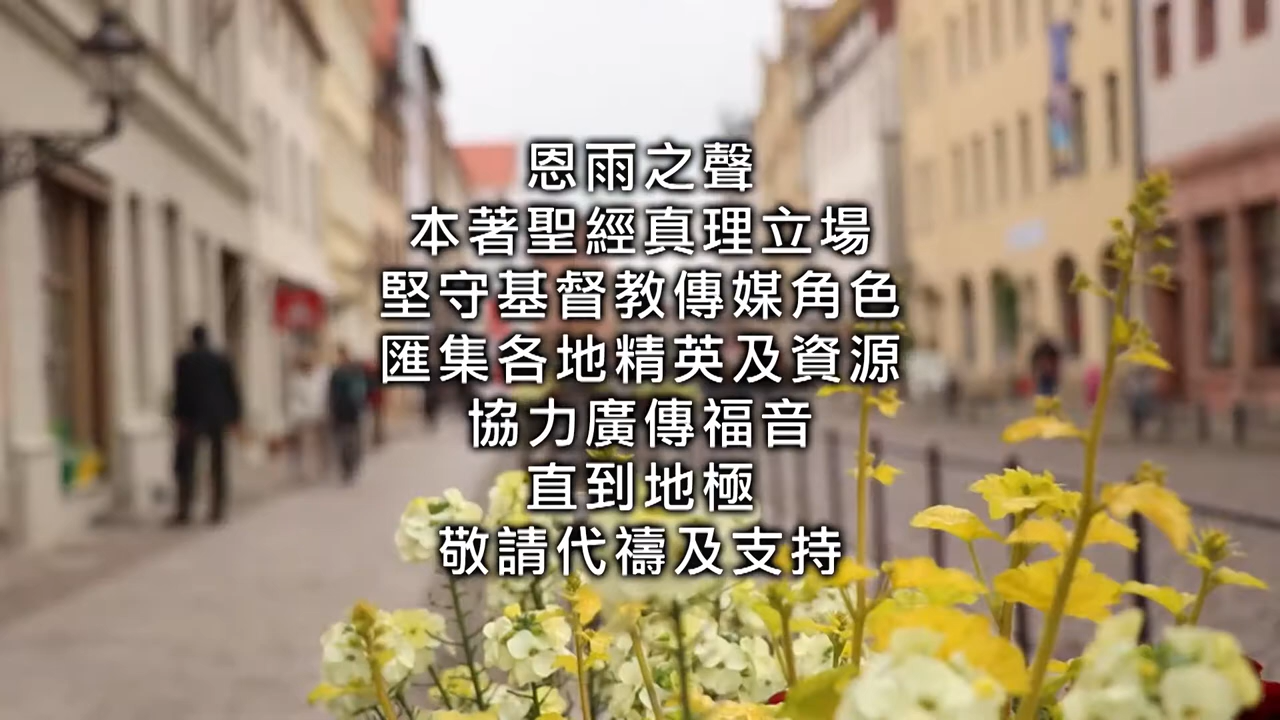 恩雨之聲
本著聖經真理立場
堅守基督教傳媒角色
匯集各地精英及資源
協力廣傳福音
直到地極
敬請代禱及支持